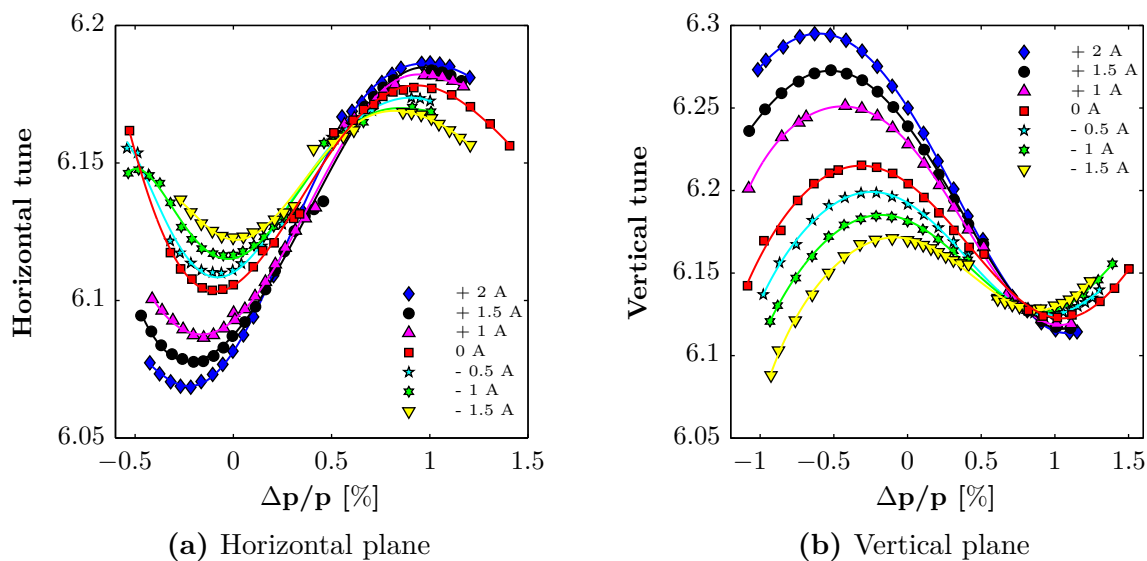 6.2
6.15
6.1
6.05
Horizontal tune
−0.5 0 0.5 1 1.5
Δp/p [%]
+ 2 A
+ 1.5 A
+ 1 A
0 A
- 0.5 A
- 1 A
- 1.5 A
(a) Horizontal plane
6.3
6.25
6.2
6.15
6.1
6.05
Vertical tune
−1 −0.5 0 0.5 1 1.5
Δp/p [%]
+ 2 A
+ 1.5 A
+ 1 A
0 A
- 0.5 A
- 1 A
- 1.5 A
(b) Vertical plane